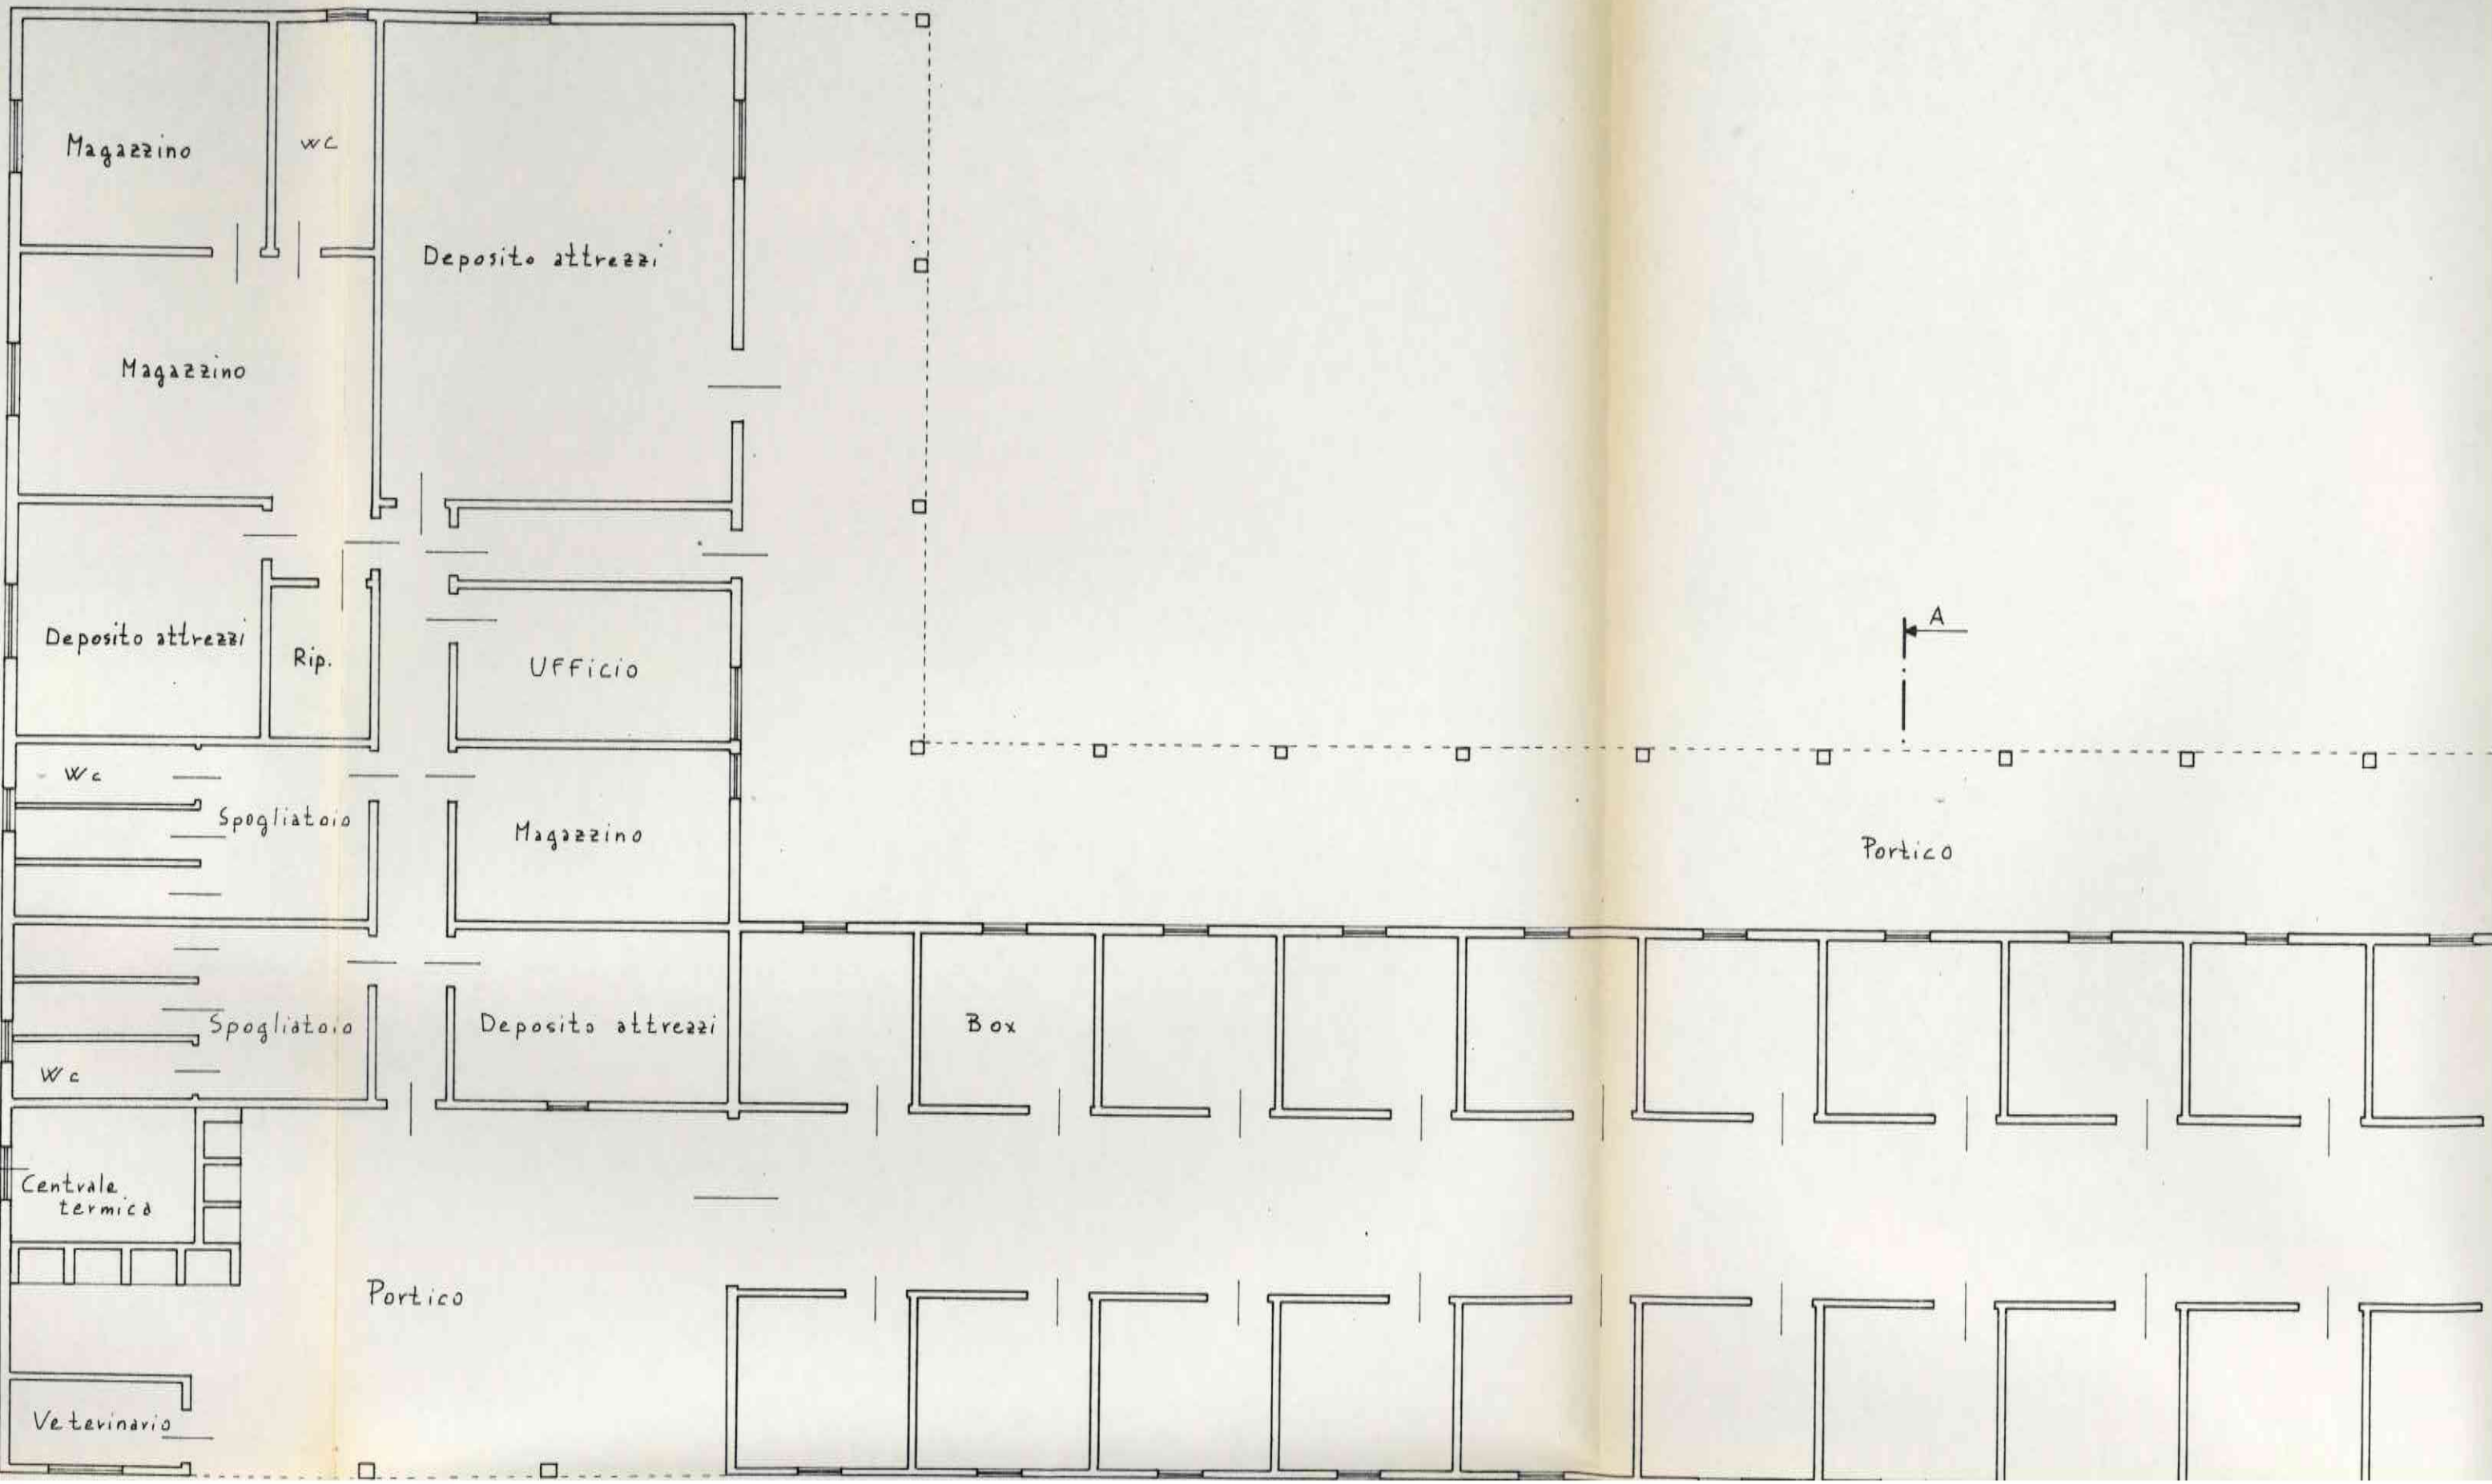 Magazzino
WC
Deposito attrezzi
Magazzino
A
Deposito attrezzi
Rip.
Ufficio
Wc
Spogliatoio
Magazzino
Portico
Spogliatoio
Deposito attrezzi
Box
Wc
Centrale
termica
Portico
Veterinario